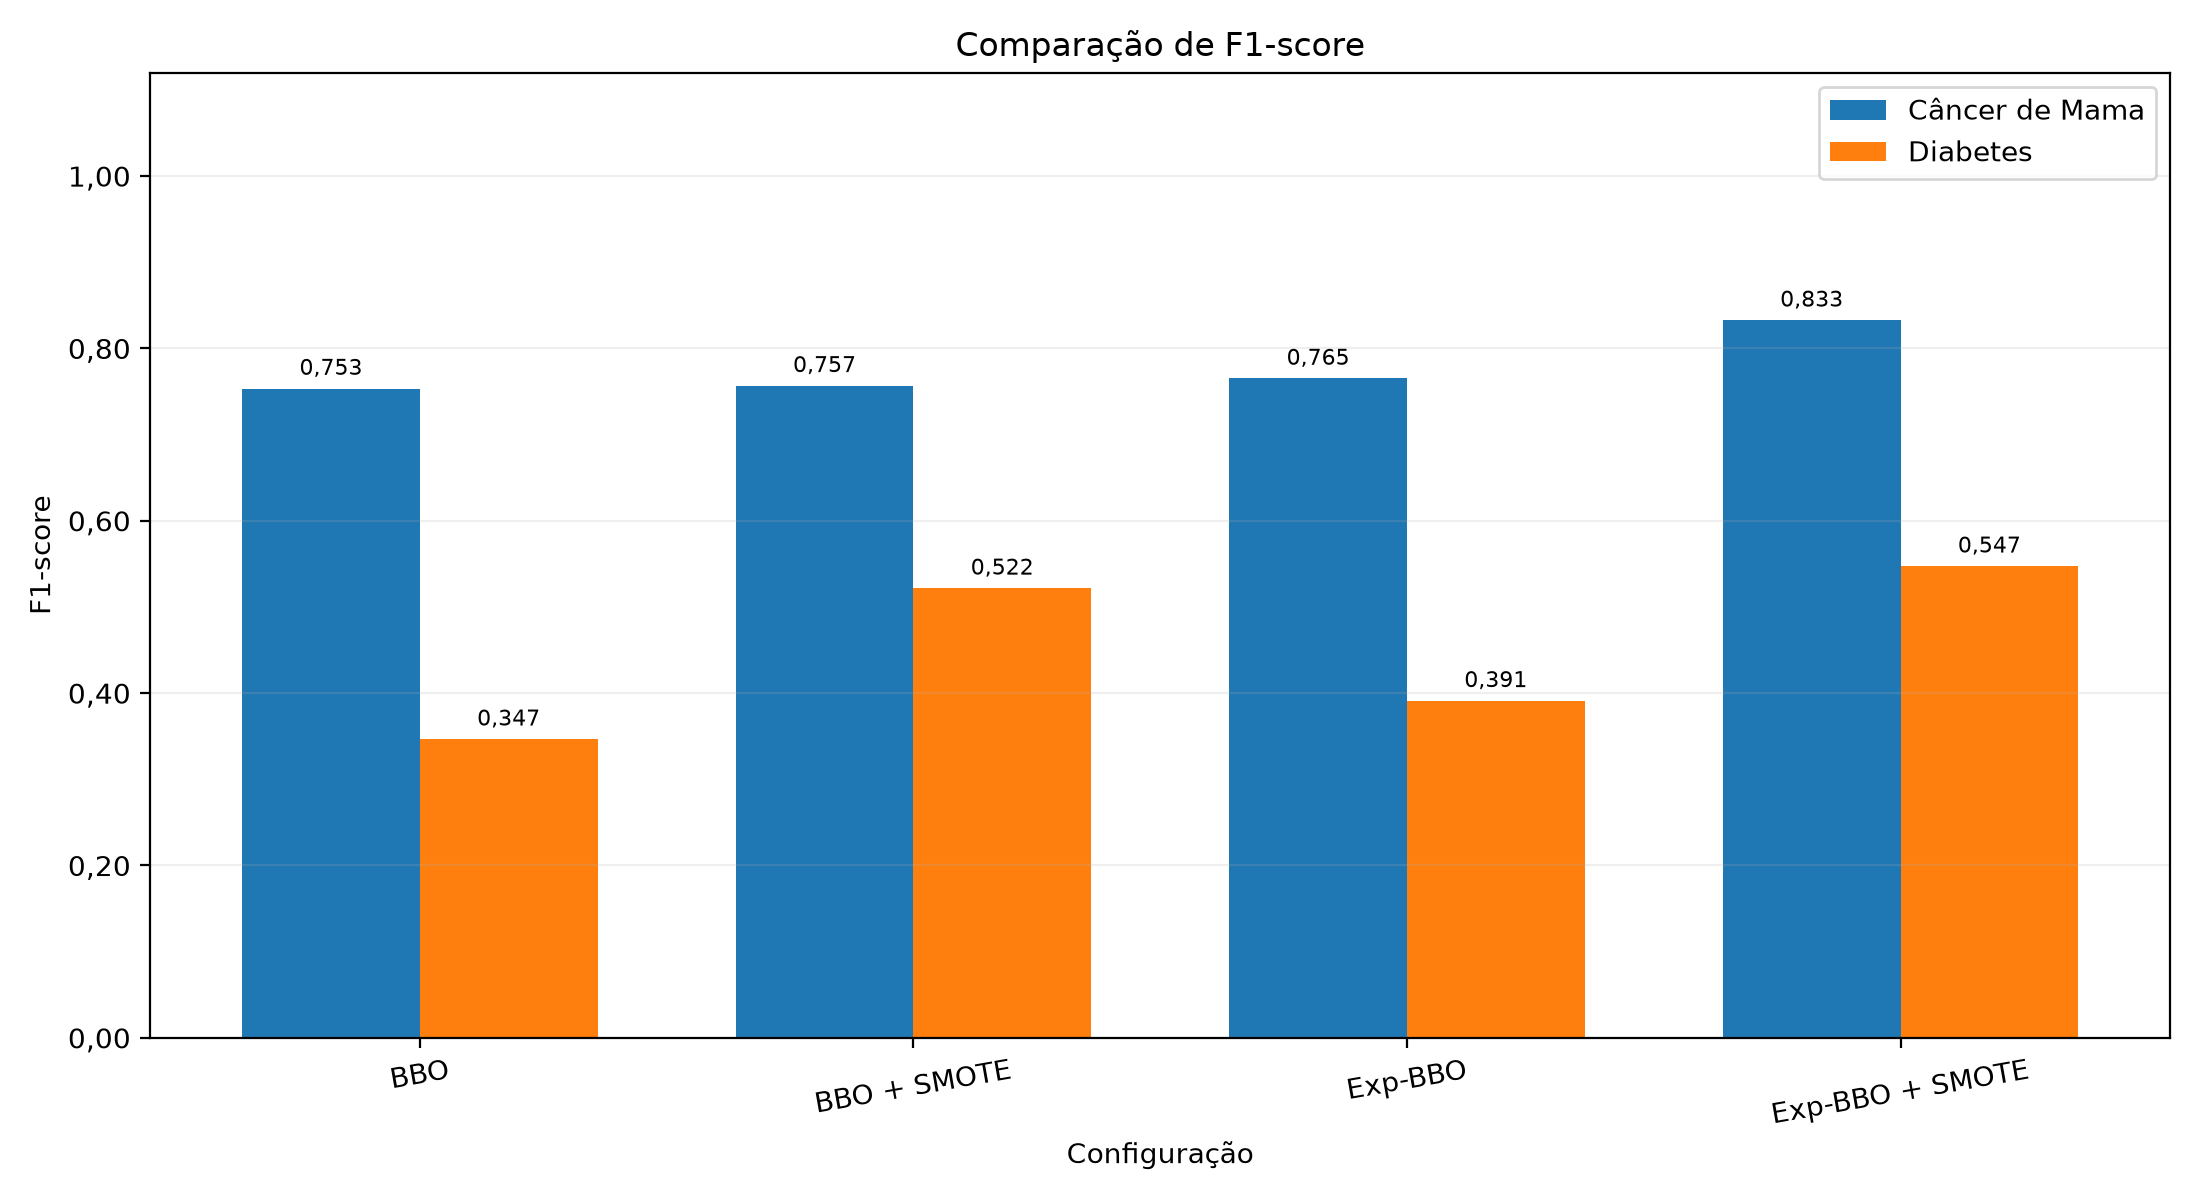 Comparação de F1-score
Câncer de Mama
Diabetes
1,00
0,80
0,60
0,40
0,20
0,00
F1-score
0,753
0,347
0,757
0,522
0,765
0,391
0,833
0,547
BBO
BBO + SMOTE
Exp-BBO
Exp-BBO + SMOTE
Configuração